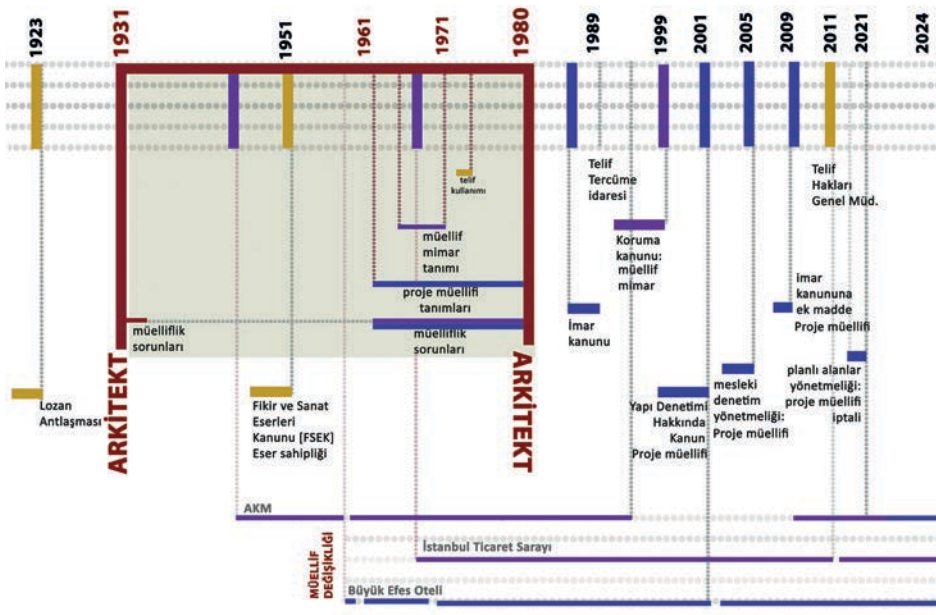 1923
1931
1951
1961
1971
1980
1989
1999
2001
2005
2009
2011
2021
2024
telif
kullanımı
müellif
mimar
tanımı
proje müellifi
tanımları
müelliflik
sorunları
müelliflik
sorunları
ARKİTEKT
ARKİTEKT
Lozan
Antlaşması
Fikir ve Sanat
Eserleri
Kanunu [FSEK]
Eser sahipliği
Telif
Tercüme
idaresi
Koruma
kanunu:
müellif
mimar
İmar
kanunu
Yapı Denetimi
Hakkında
Kanun
Proje müellifi
mesleki
denetim
yönetmeliği:
Proje müellifi
imar
kanununa
ek madde
Proje müellifi
Telif
Hakları
Genel Müd.
planlı alanlar
yönetmeliği:
proje müellifi
iptali
MÜELLİF
DEĞİŞİKLİĞİ
AKM
İstanbul Ticaret Sarayı
Büyük Efes Oteli